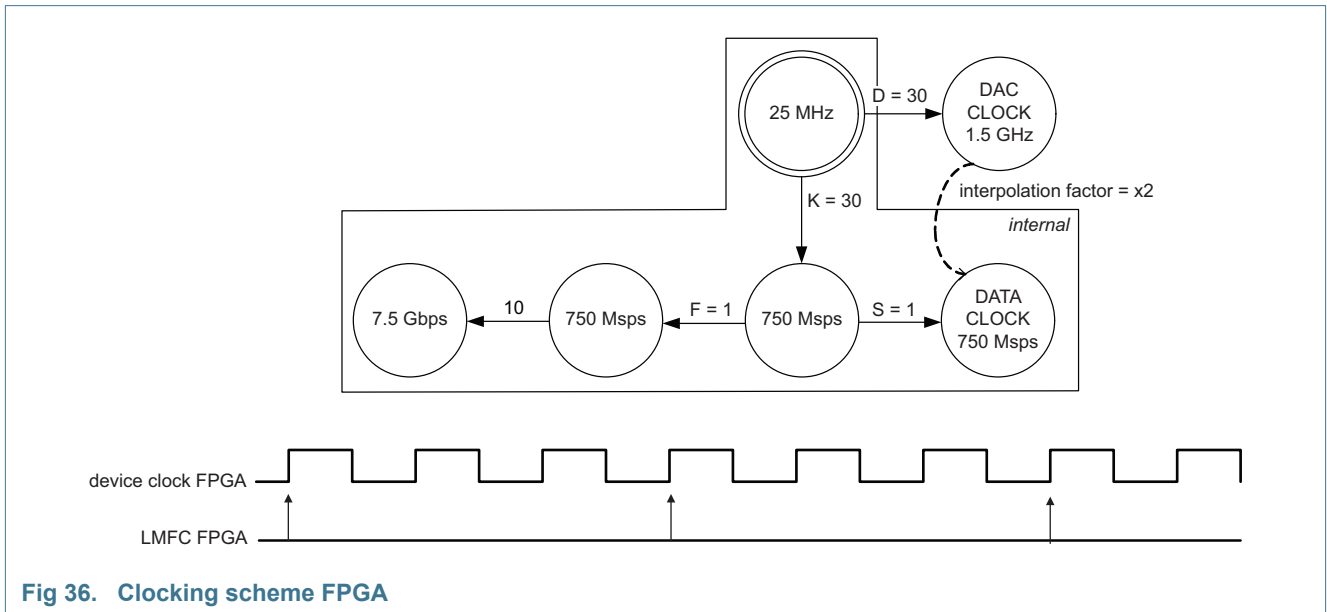 25 MHz
D = 30
DAC
CLOCK
1.5 GHz
K = 30
interpolation factor = x2
internal
7.5 Gbps
10
750 Msps
F = 1
750 Msps
S = 1
DATA
CLOCK
750 Msps
device clock FPGA
LMFC FPGA
Fig 36. Clocking scheme FPGA